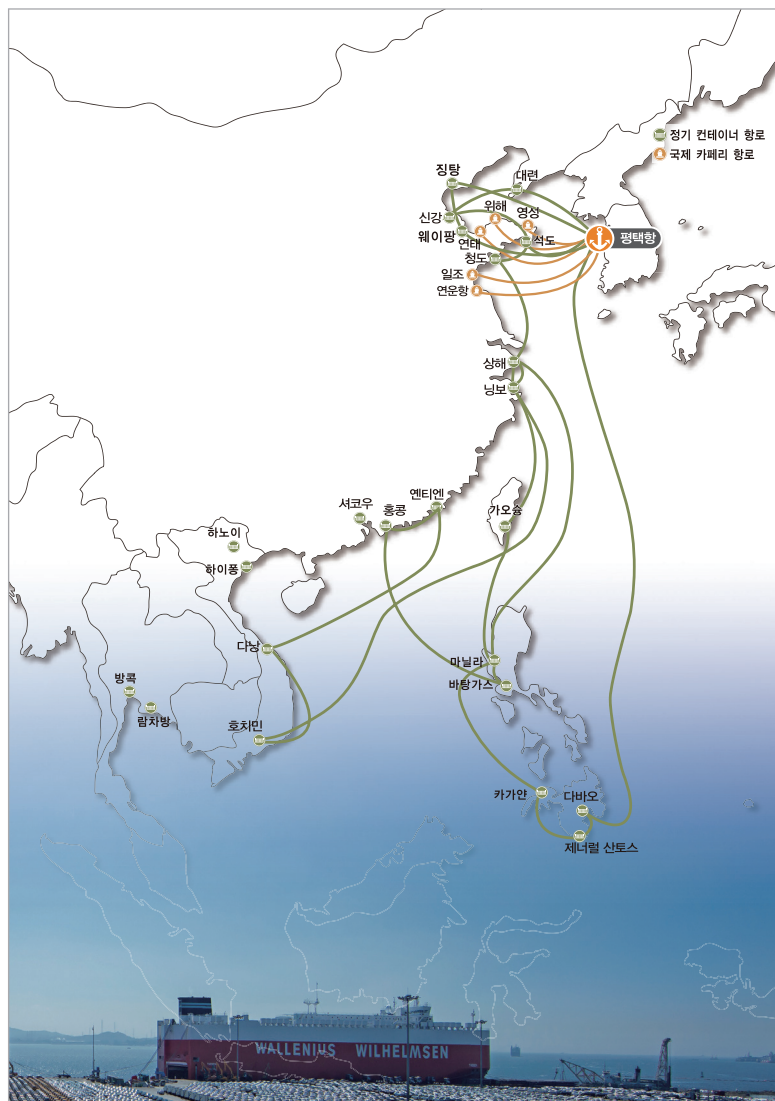 정기 컨테이너 항로
국제 카페리 항로
징탕
대련
위해
영성
신강
웨이팡
연태
석도
평택항
청도
일조
연운항
상해
닝보
옌티엔
셔코우
홍콩
가오슝
하노이
하이퐁
다낭
마닐라
바탕가스
방콕
람차방
호치민
카가얀
다바오
제너럴 산토스
WALLENIUS WILHELMSEN